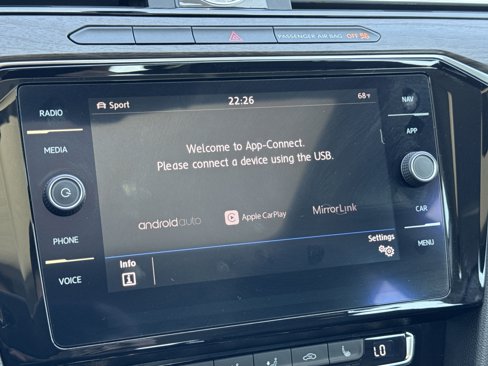 PASSENGER AIR BAG OFF
RADIO
MEDIA
PHONE
VOICE
Sport
22:26
68°F
Welcome to App-Connect.
Please connect a device using the USB.
androidauto
Apple CarPlay
MirrorLink
Info
Settings
NAV
APP
CAR
MENU
LO